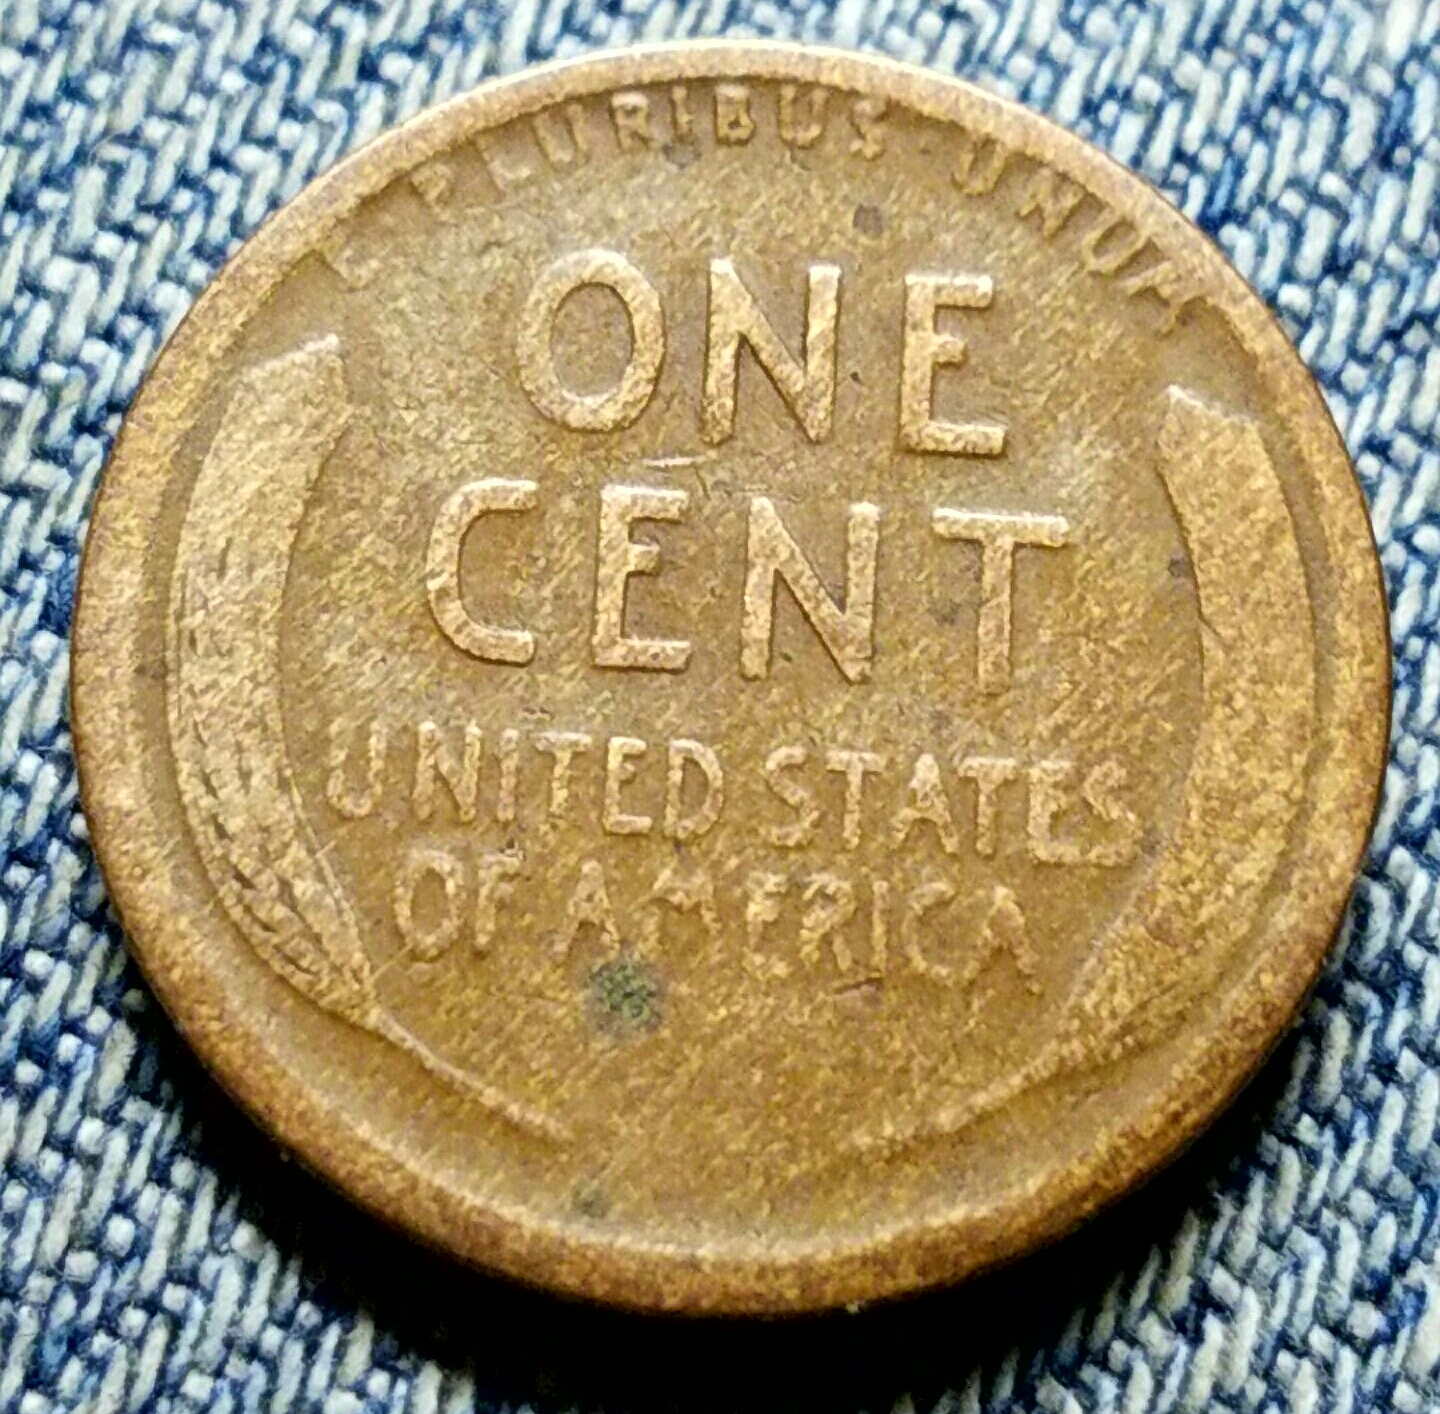 E · PLURIBUS · UNUM
ONE
CENT
UNITED STATES
OF AMERICA